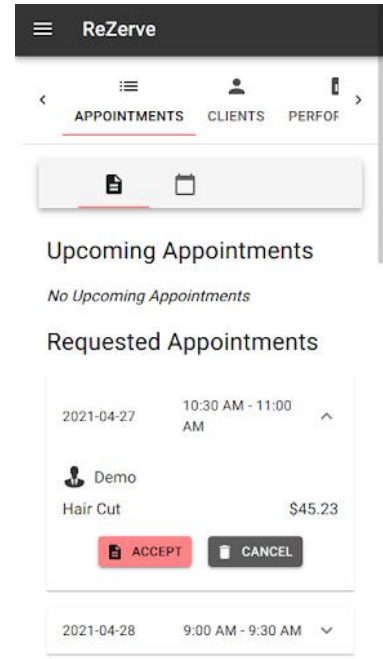 ReZerve
APPOINTMENTS CLIENTS PERFOF
Upcoming Appointments
No Upcoming Appointments
Requested Appointments
2021-04-27 10:30 AM - 11:00
AM
Demo
Hair Cut $45.23
ACCEPT CANCEL
2021-04-28 9:00 AM - 9:30 AM